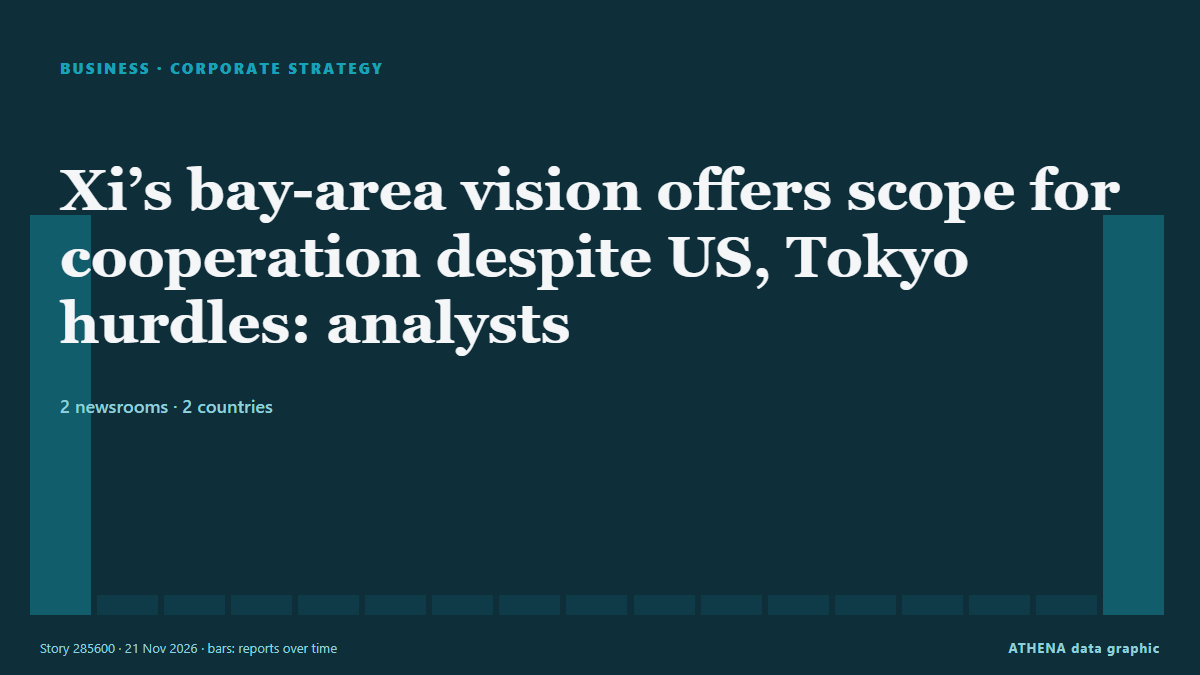 BUSINESS · CORPORATE STRATEGY
Xi’s bay-area vision offers scope for
cooperation despite US, Tokyo
hurdles: analysts
2 newsrooms · 2 countries
Story 285600 · 21 Nov 2026 · bars: reports over time
ATHENA data graphic